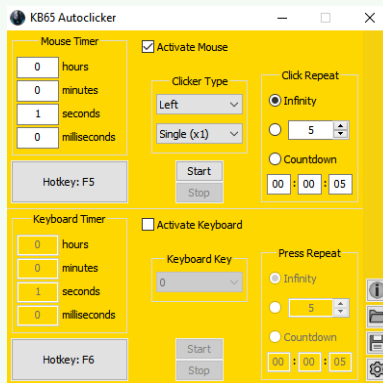 KB65 Autoclicker
Mouse Timer
0 hours
0 minutes
1 seconds
0 milliseconds
Hotkey: F5
Activate Mouse
Clicker Type
Left
Single (x1)
Start
Stop
Click Repeat
Infinity
5
Countdown
00 : 00 : 05
Keyboard Timer
0 hours
0 minutes
1 seconds
0 milliseconds
Hotkey: F6
Activate Keyboard
Keyboard Key
0
Start
Stop
Press Repeat
Infinity
5
Countdown
00 : 00 : 05